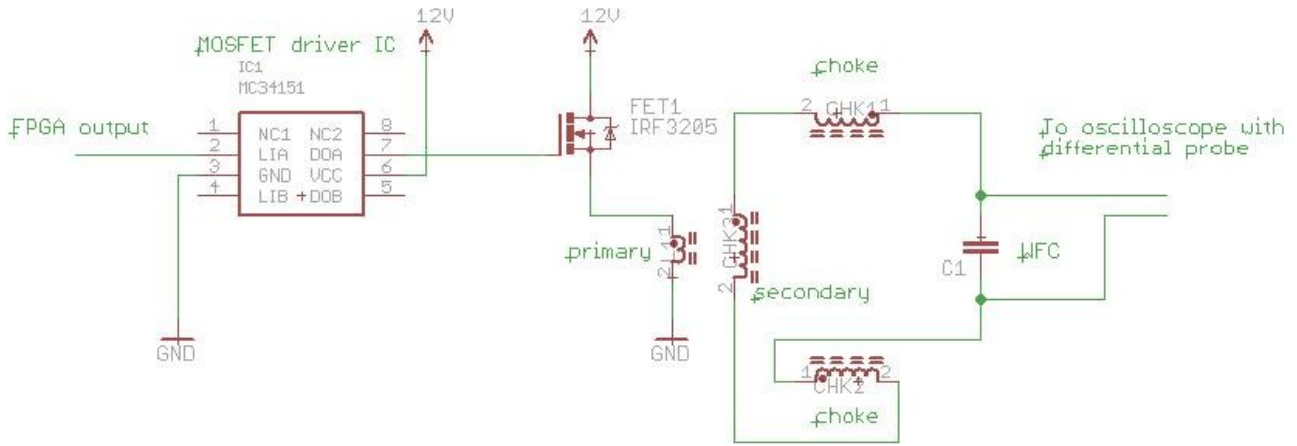 12V
12V
MOSFET driver IC
IC1
MC34151
choke
2 CHK1 1
FET1
IRF3205
FPGA output
1 NC1 NC2 8
2 LIA DOA 7
3 GND VCC 6
4 LIB DOB 5
To oscilloscope with
differential probe
primary
1
2
1
CHK3
2
secondary
C1
WFC
GND
GND
1 CHK2 2
choke